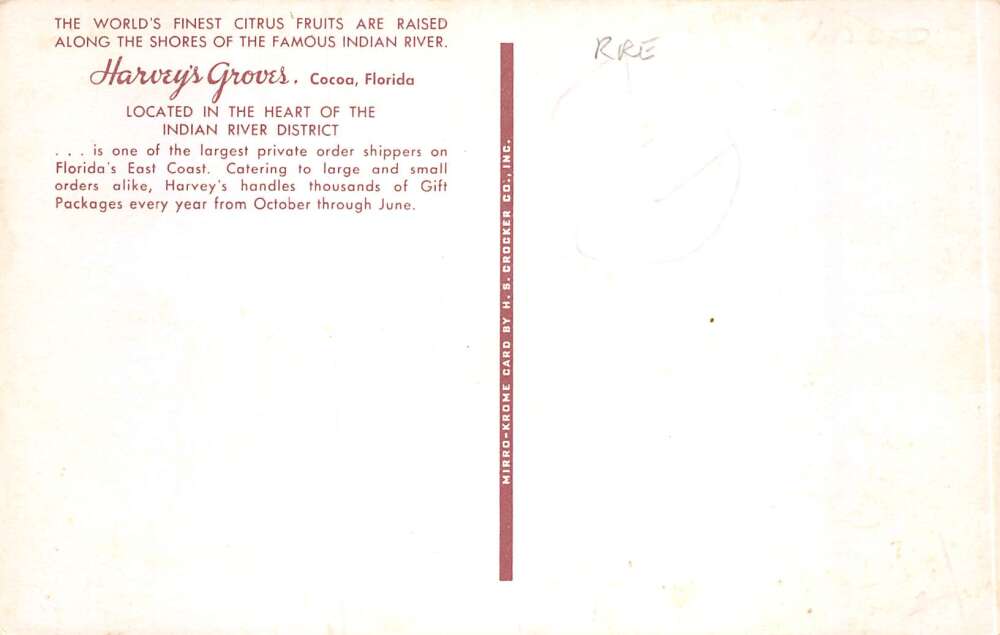 THE WORLD'S FINEST CITRUS FRUITS ARE RAISED
ALONG THE SHORES OF THE FAMOUS INDIAN RIVER.
Harvey's Groves. Cocoa, Florida
LOCATED IN THE HEART OF THE
INDIAN RIVER DISTRICT
. . . is one of the largest private order shippers on
Florida's East Coast. Catering to large and small
orders alike, Harvey's handles thousands of Gift
Packages every year from October through June.
MIRRO-KROME CARD BY H. S. CROCKER CO., INC.
RRE